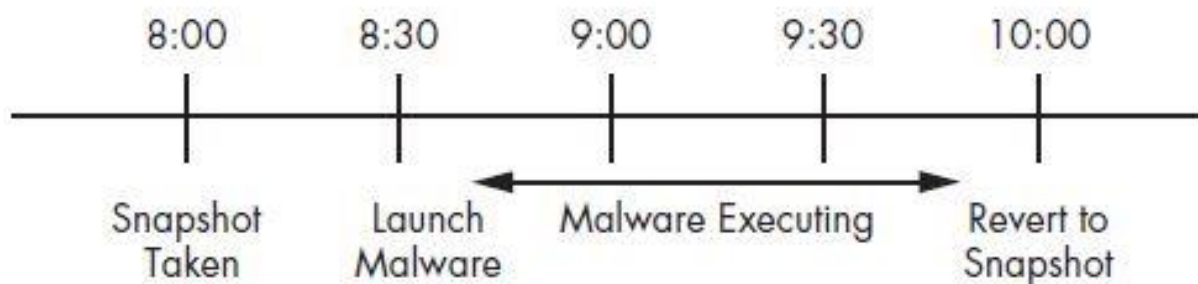 8:00 8:30 9:00 9:30 10:00
Snapshot Launch Malware Executing Revert to
Taken Malware Snapshot